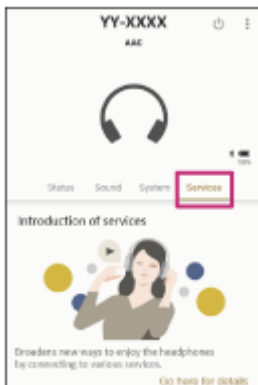 YY-XXXX
AAC
100%
Status Sound System Services
Introduction of services
Broadens new ways to enjoy the headphones
by connecting to various services.
Go here for details